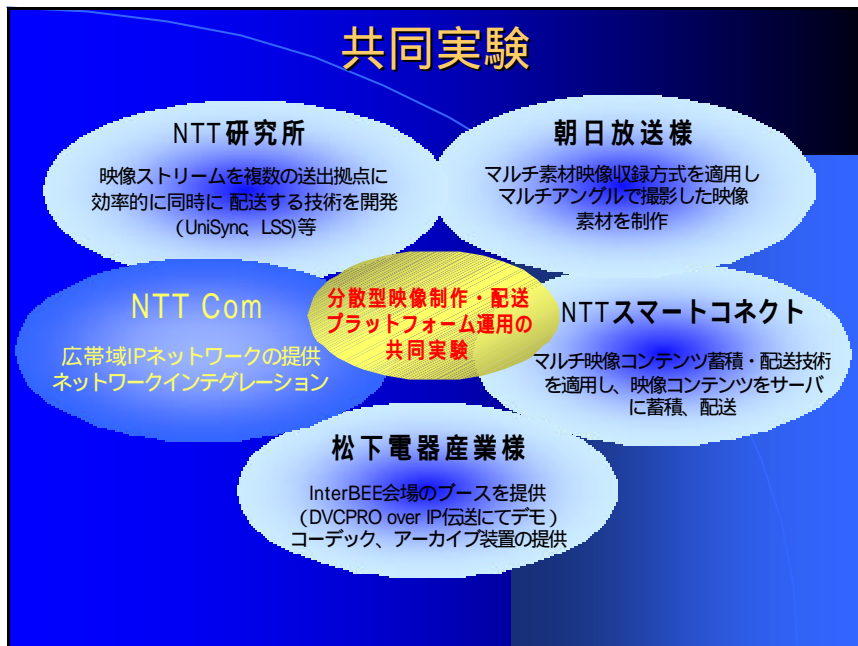 共同実験
NTT研究所
映像ストリームを複数の送出拠点に
効率的に同時に 配送する技術を開発
(UniSync、LSS)等
朝日放送様
マルチ素材映像収録方式を適用し
マルチアングルで撮影した映像
素材を制作
NTT Com
広帯域IPネットワークの提供
ネットワークインテグレーション
分散型映像制作・配送
プラットフォーム運用の
共同実験
NTTスマートコネクト
マルチ映像コンテンツ蓄積・配送技術
を適用し、映像コンテンツをサーバ
に蓄積、配送
松下電器産業様
InterBEE会場のブースを提供
(DVCPRO over IP伝送にてデモ)
コーデック、アーカイブ装置の提供